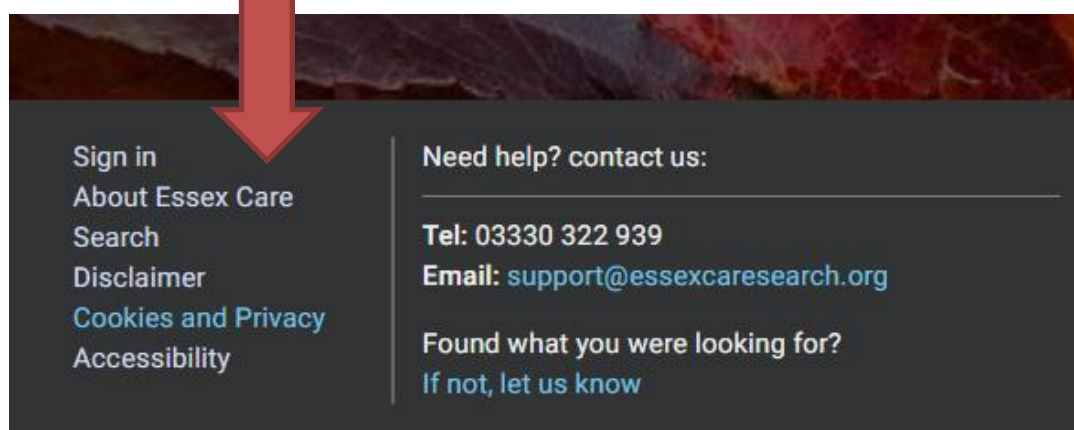 Sign in
About Essex Care
Search
Disclaimer
Cookies and Privacy
Accessibility
Need help? contact us:
Tel: 03330 322 939
Email: support@essexcaresearch.org
Found what you were looking for?
If not, let us know